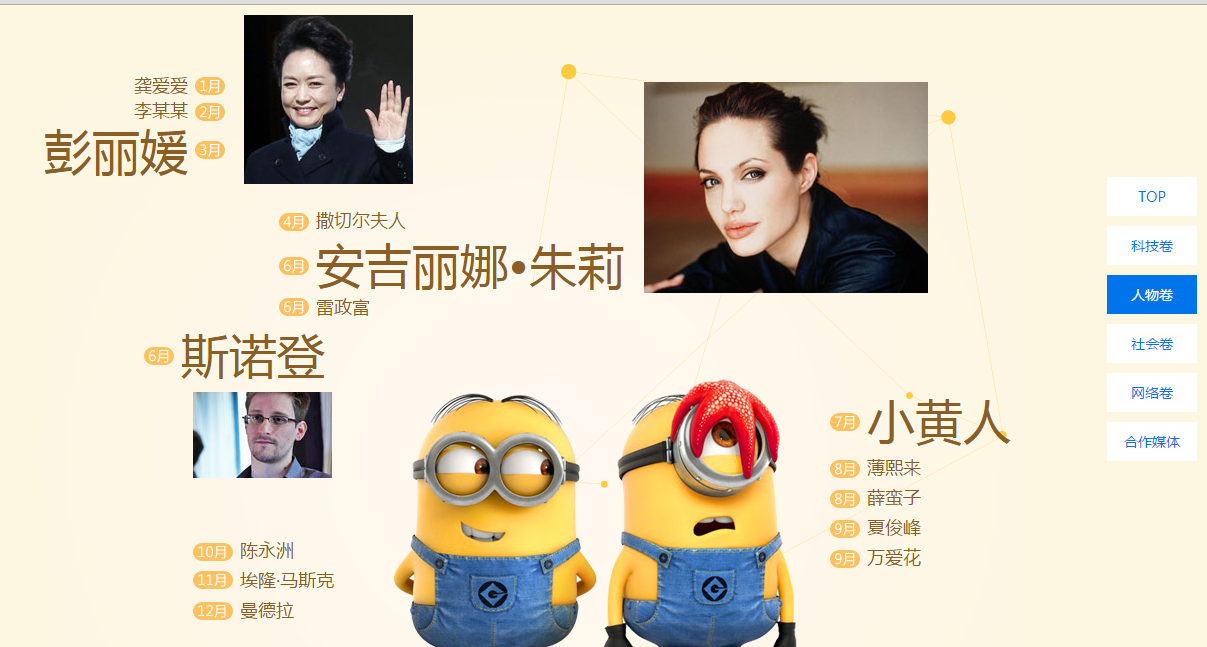 龚爱爱 1月
李某某 2月
彭丽媛 3月
4月 撒切尔夫人
6月 安吉丽娜·朱莉
6月 雷政富
6月 斯诺登
7月 小黄人
8月 薄熙来
8月 薛蛮子
9月 夏俊峰
9月 万爱花
10月 陈永洲
11月 埃隆·马斯克
12月 曼德拉
TOP
科技卷
人物卷
社会卷
网络卷
合作媒体